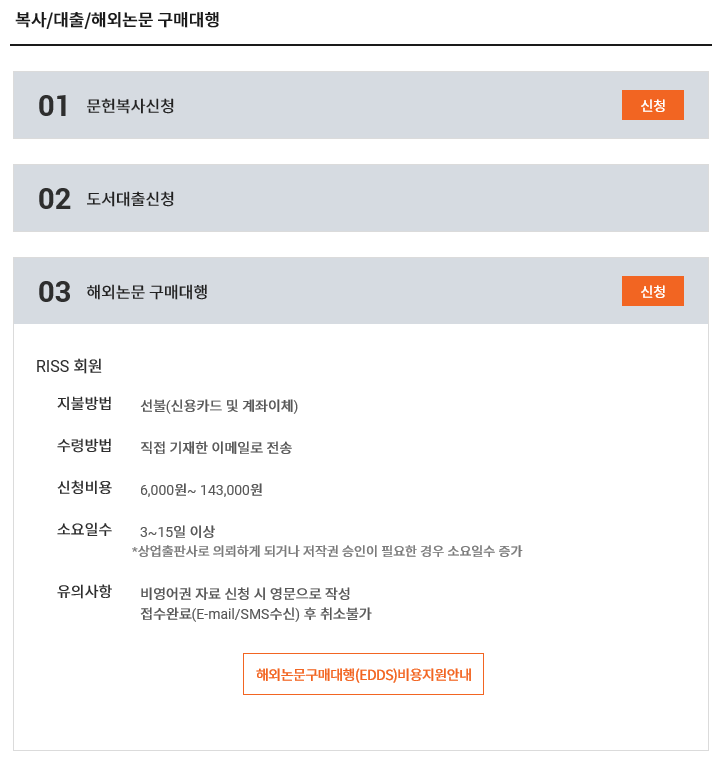 복사/대출/해외논문 구매대행
01 문헌복사신청 신청
02 도서대출신청
03 해외논문 구매대행 신청
RISS 회원
지불방법 선불(신용카드 및 계좌이체)
수령방법 직접 기재한 이메일로 전송
신청비용 6,000원~ 143,000원
소요일수 3~15일 이상
*상업출판사로 의뢰하게 되거나 저작권 승인이 필요한 경우 소요일수 증가
유의사항 비영어권 자료 신청 시 영문으로 작성
접수완료(E-mail/SMS수신) 후 취소불가
해외논문구매대행(EDDS)비용지원안내